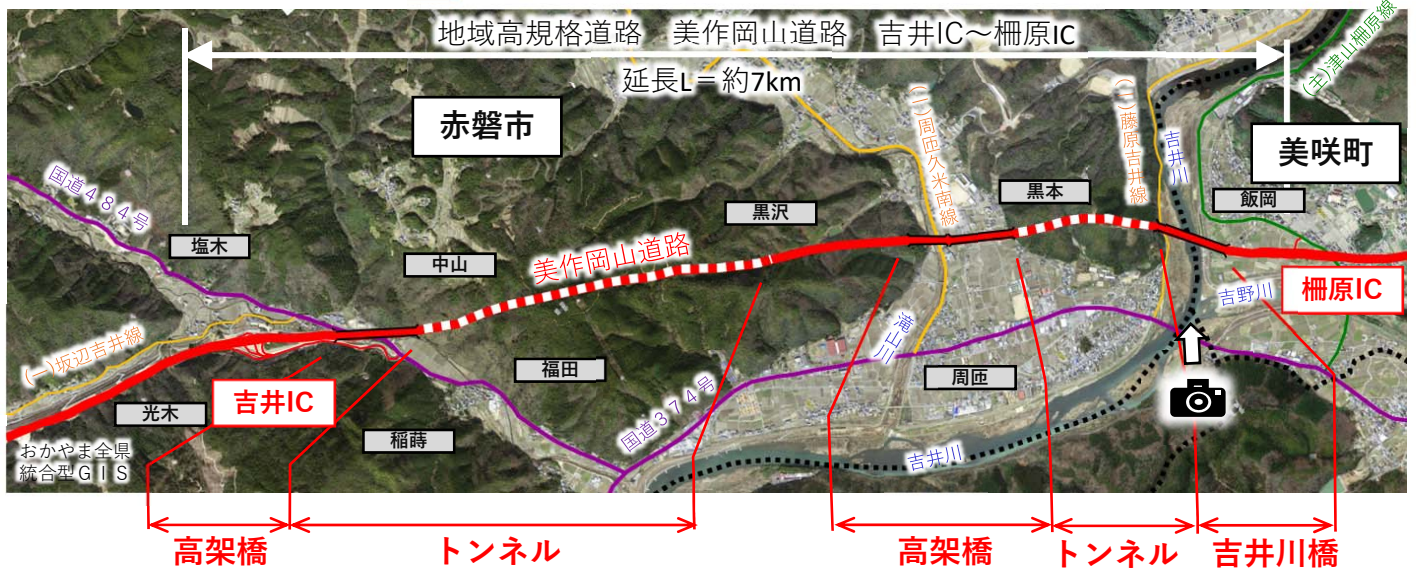 地域高規格道路　美作岡山道路　吉井IC～柵原IC
延長L＝約7km
赤磐市
美咲町
(主)津山柵原線
(一)周匝久米南線
(一)藤原吉井線
吉井川
国道４８４号
塩木
中山
美作岡山道路
黒沢
黒本
飯岡
柵原IC
吉野川
(一)坂辺吉井線
光木
吉井IC
福田
稲蒔
国道３７４号
滝山川
周匝
吉井川
おかやま全県
統合型ＧＩＳ
高架橋
トンネル
高架橋
トンネル
吉井川橋